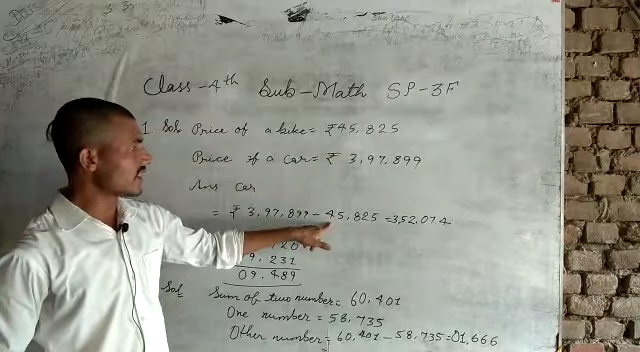 Class-4th Sub-Math SP-3F
1 Sol. Price of a bike = ₹45,825
Price of a car = ₹ 3,97,899
Ans car
= ₹ 3,97,899 - 45,825 = 3,52,074
120
9,231
09,489
Sol. Sum of two number = 60,401
One number = 58,735
Other number = 60,401 - 58,735 = 01,666